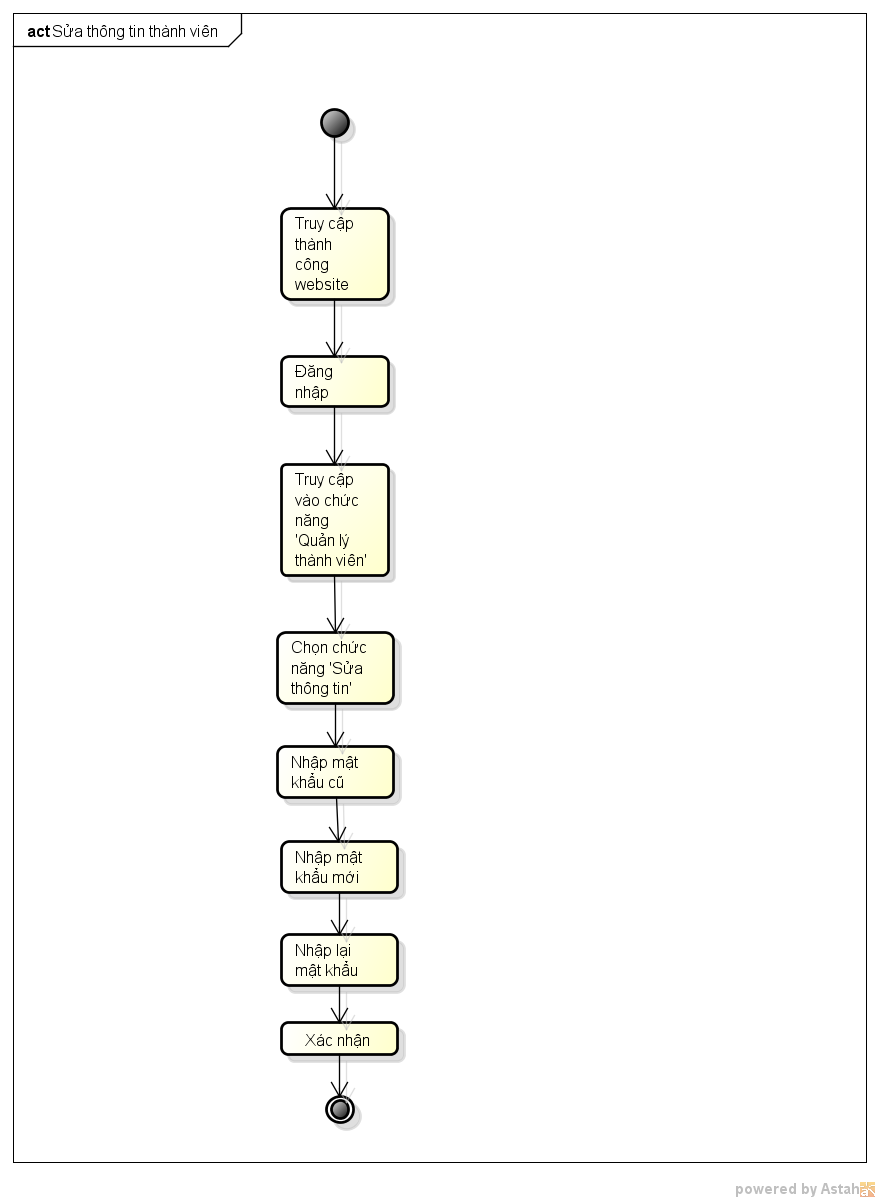 act Sửa thông tin thành viên
Truy cập
thành
công
website
Đăng
nhập
Truy cập
vào chức
năng
'Quản lý
thành viên'
Chọn chức
năng 'Sửa
thông tin'
Nhập mật
khẩu cũ
Nhập mật
khẩu mới
Nhập lại
mật khẩu
Xác nhận
powered by Astah